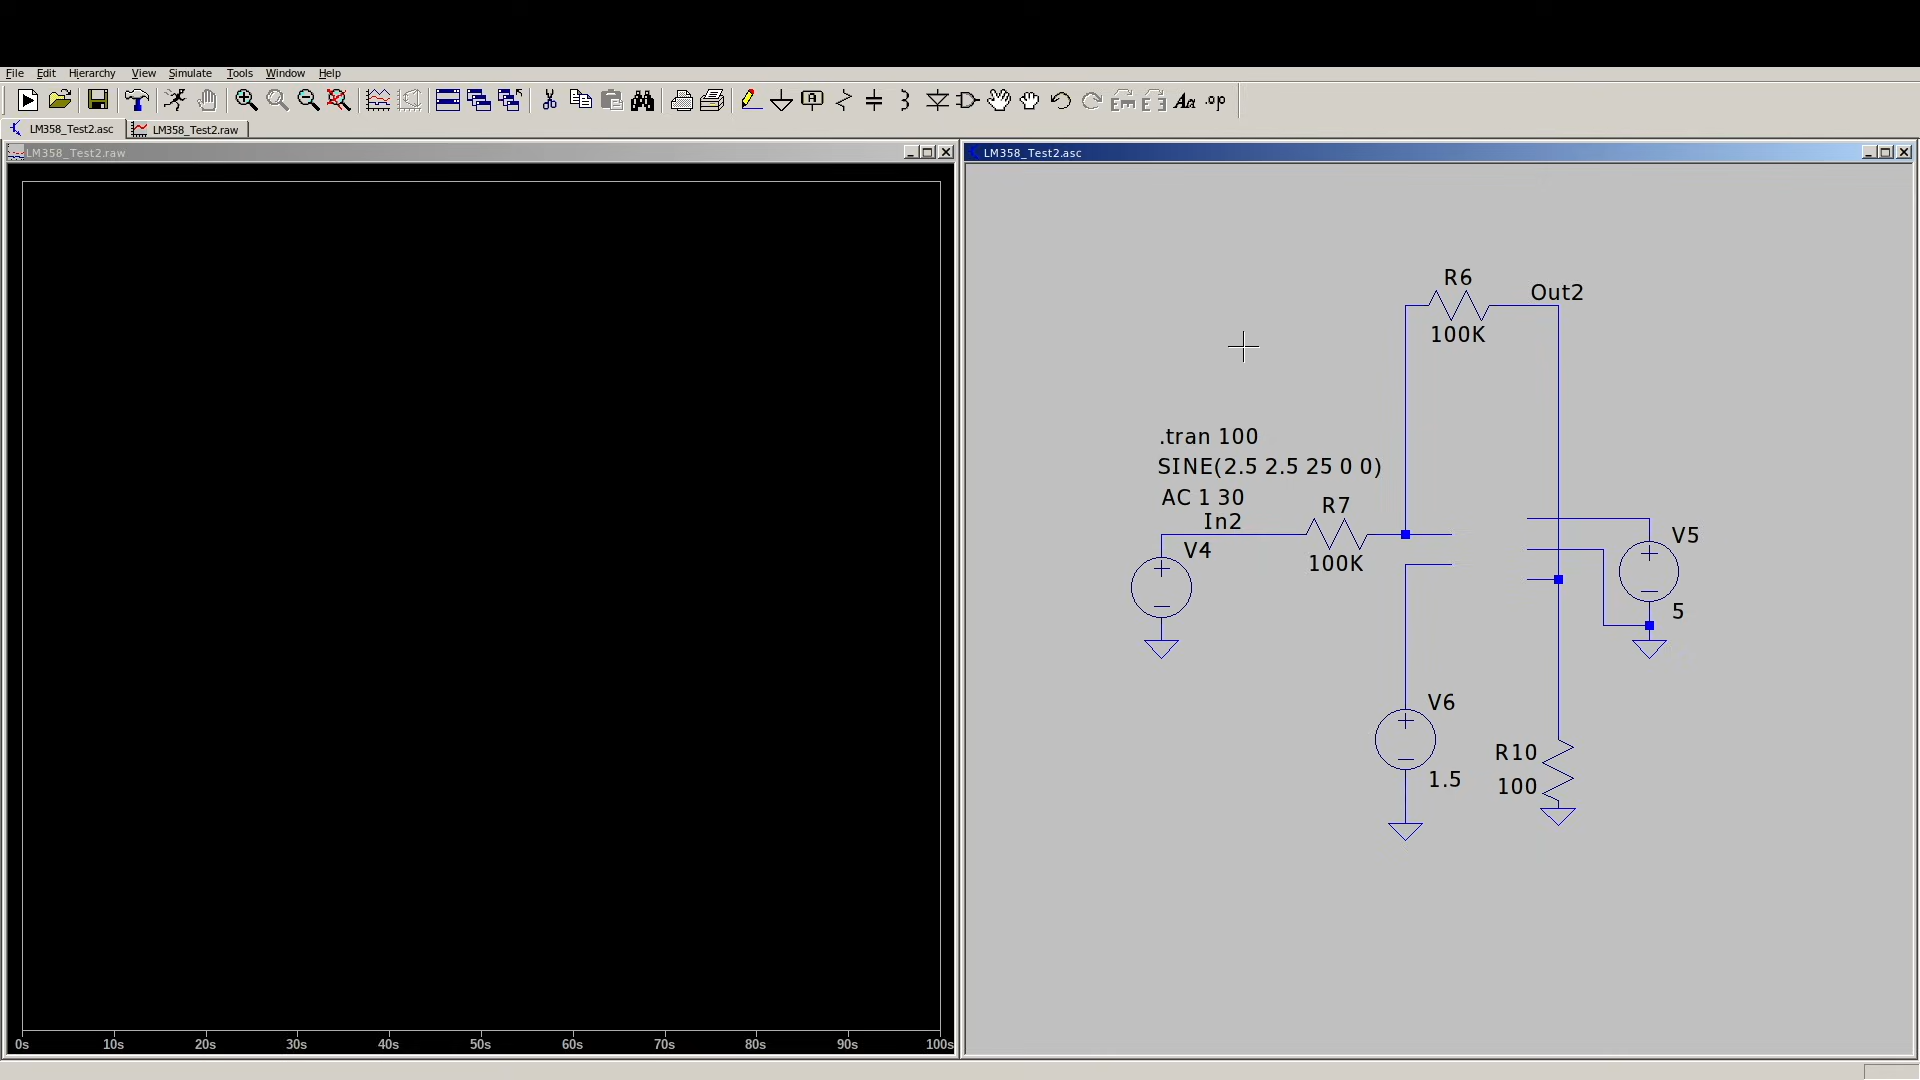 File Edit Hierarchy View Simulate Tools Window Help
LM358_Test2.asc LM358_Test2.raw
LM358_Test2.raw
0s 10s 20s 30s 40s 50s 60s 70s 80s 90s 100s
LM358_Test2.asc
R6
Out2
100K
.tran 100
SINE(2.5 2.5 25 0 0)
AC 1 30
R7
In2
V4
100K
V5
5
V6
1.5
R10
100